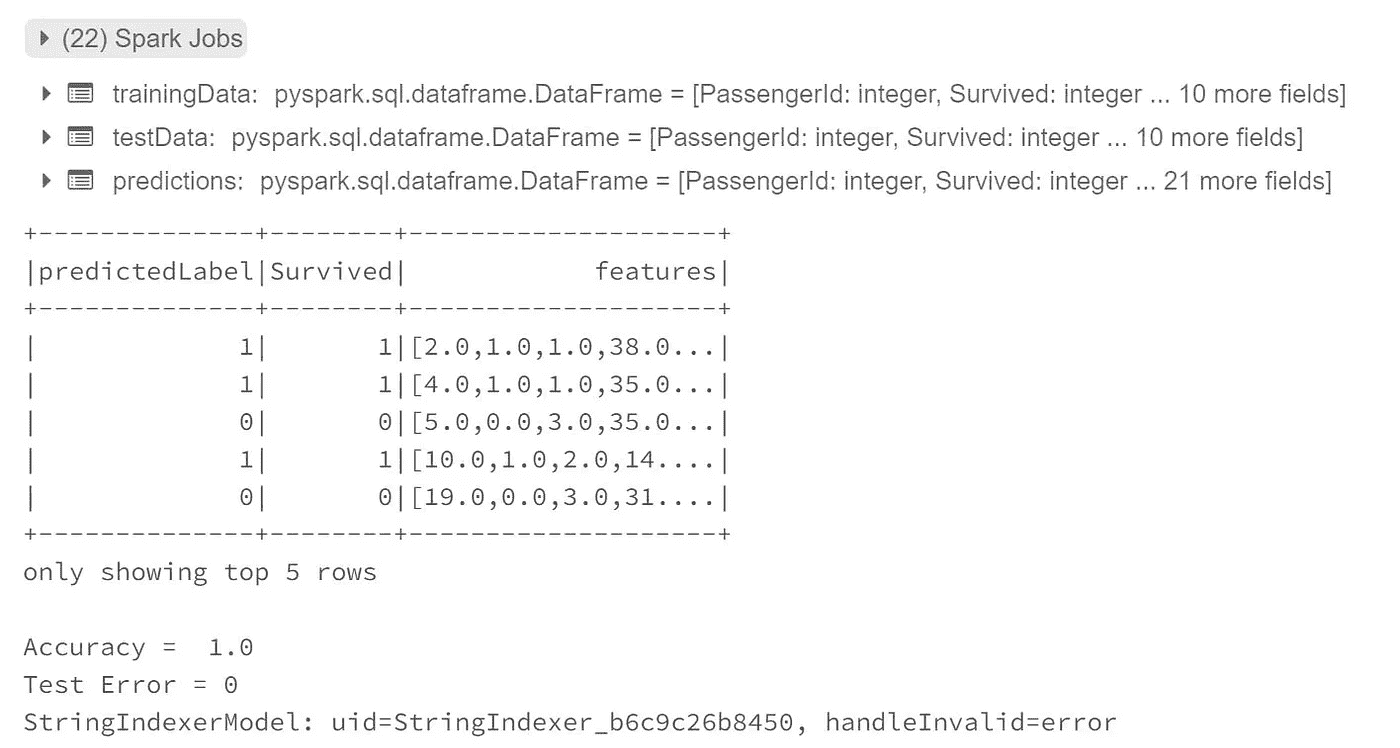 (22) Spark Jobs
trainingData: pyspark.sql.dataframe.DataFrame = [PassengerId: integer, Survived: integer ... 10 more fields]
testData: pyspark.sql.dataframe.DataFrame = [PassengerId: integer, Survived: integer ... 10 more fields]
predictions: pyspark.sql.dataframe.DataFrame = [PassengerId: integer, Survived: integer ... 21 more fields]
+--------------+--------+--------------------+
|predictedLabel|Survived|            features|
+--------------+--------+--------------------+
|             1|       1|[2.0,1.0,1.0,38.0...|
|             1|       1|[4.0,1.0,1.0,35.0...|
|             0|       0|[5.0,0.0,3.0,35.0...|
|             1|       1|[10.0,1.0,2.0,14....|
|             0|       0|[19.0,0.0,3.0,31....|
+--------------+--------+--------------------+
only showing top 5 rows
Accuracy =  1.0
Test Error = 0
StringIndexerModel: uid=StringIndexer_b6c9c26b8450, handleInvalid=error